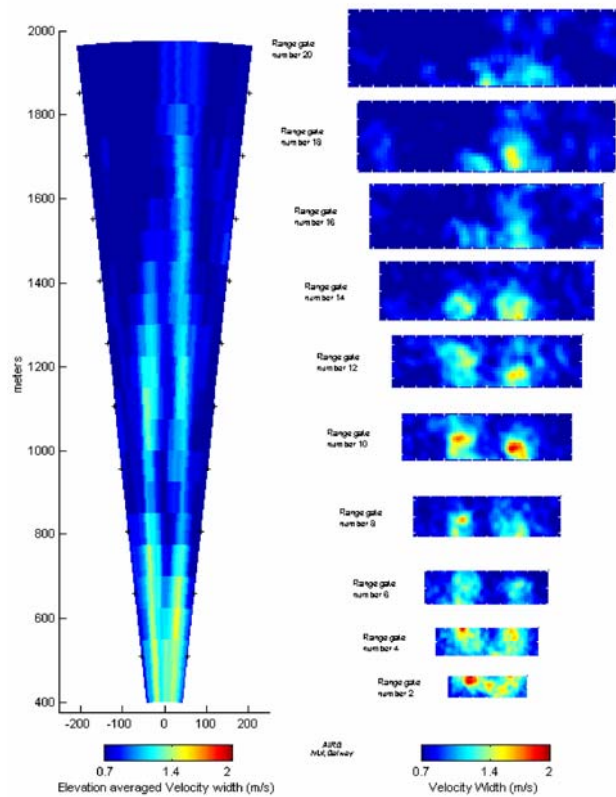 2000
1800
1600
1400
1200
1000
800
600
400
meters
-200 -100 0 100 200
0.7 1.4 2
Elevation averaged Velocity width (m/s)
Range gate
number 20
Range gate
number 18
Range gate
number 16
Range gate
number 14
Range gate
number 12
Range gate
number 10
Range gate
number 8
Range gate
number 6
Range gate
number 4
Range gate
number 2
NUI, Galway
0.7 1.4 2
Velocity Width (m/s)